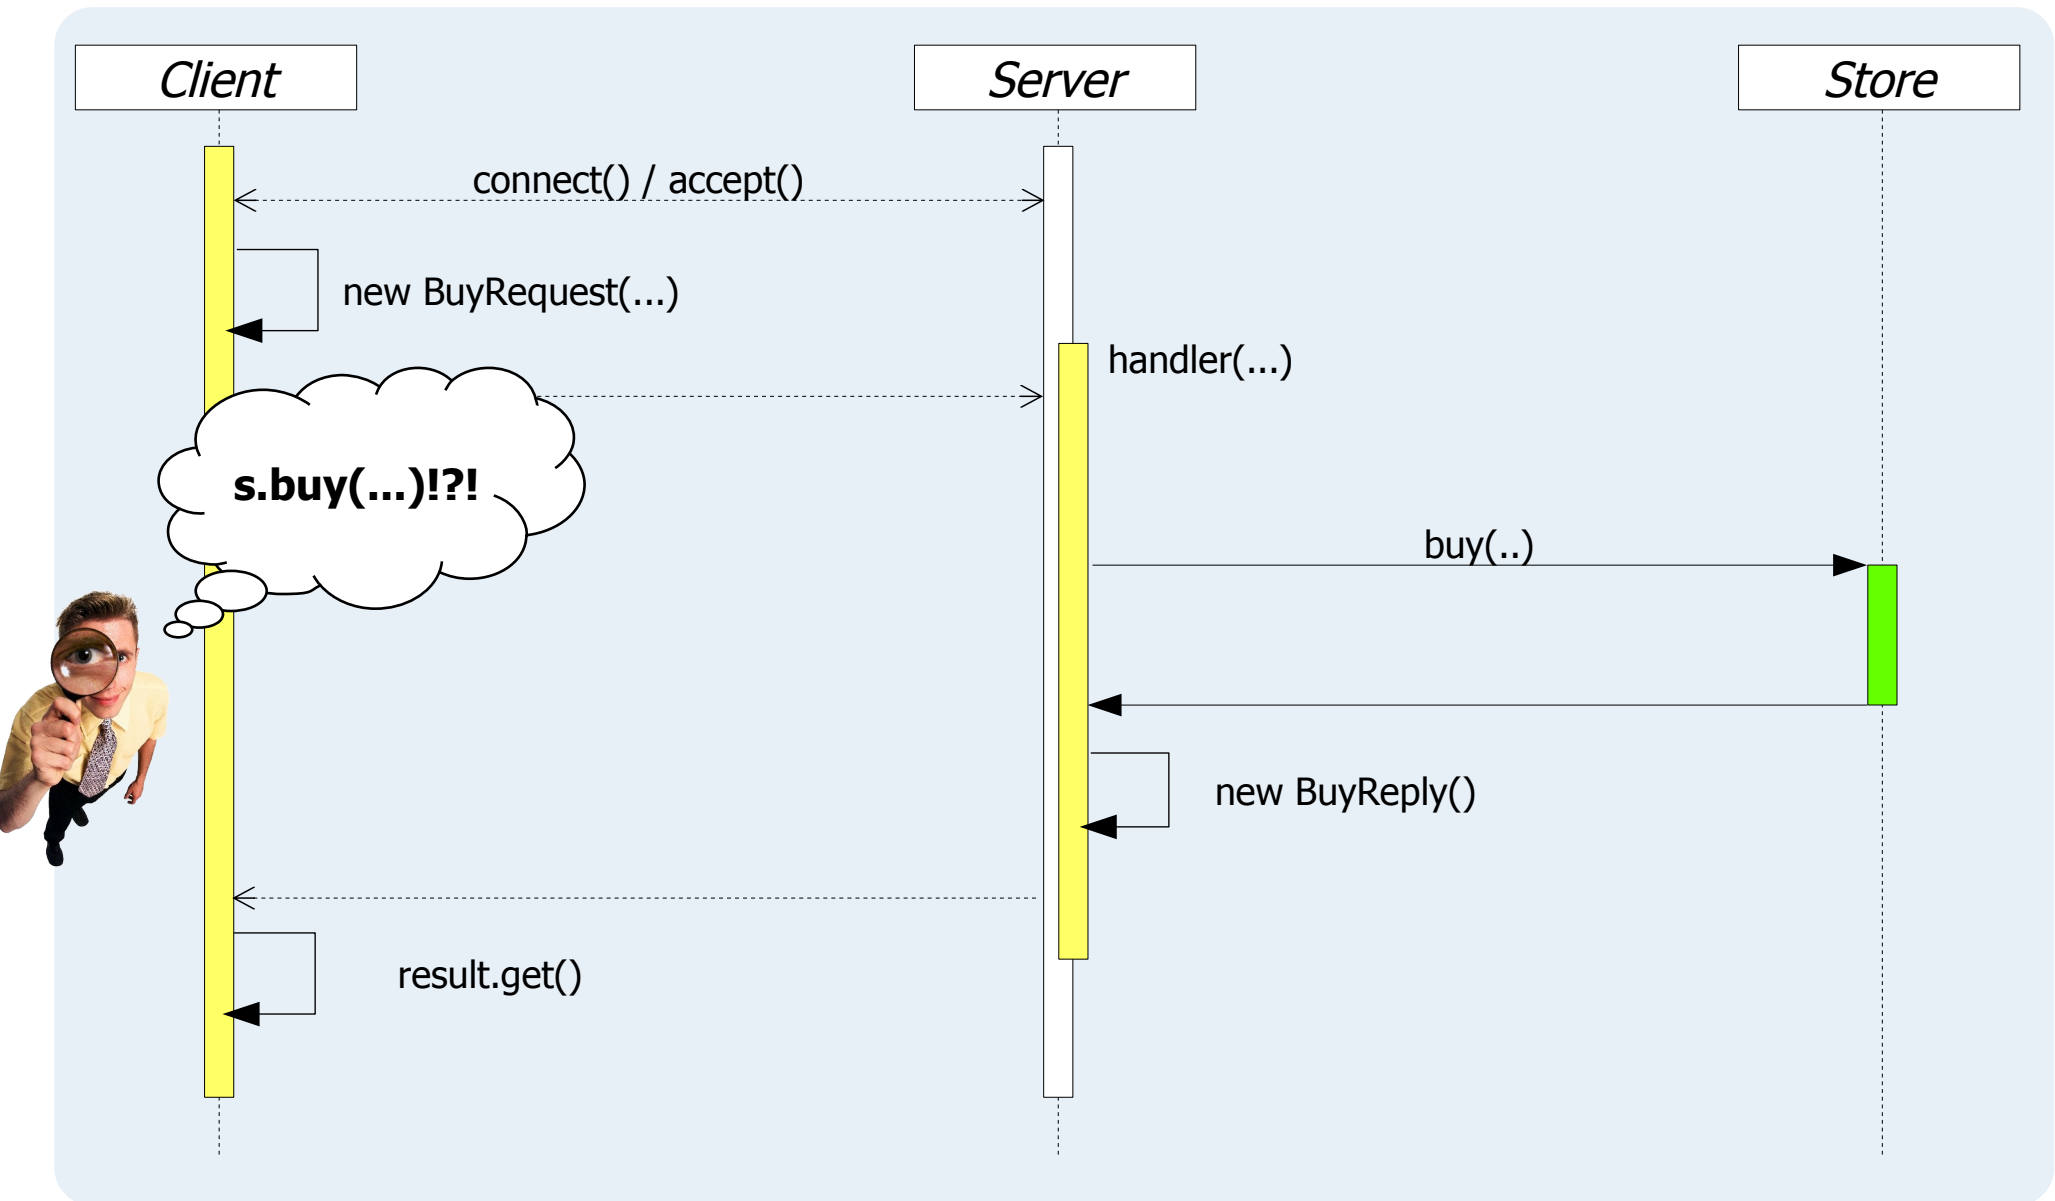 Client
Server
Store
connect() / accept()
new BuyRequest(...)
handler(...)
s.buy(...)!?!
buy(..)
new BuyReply()
result.get()